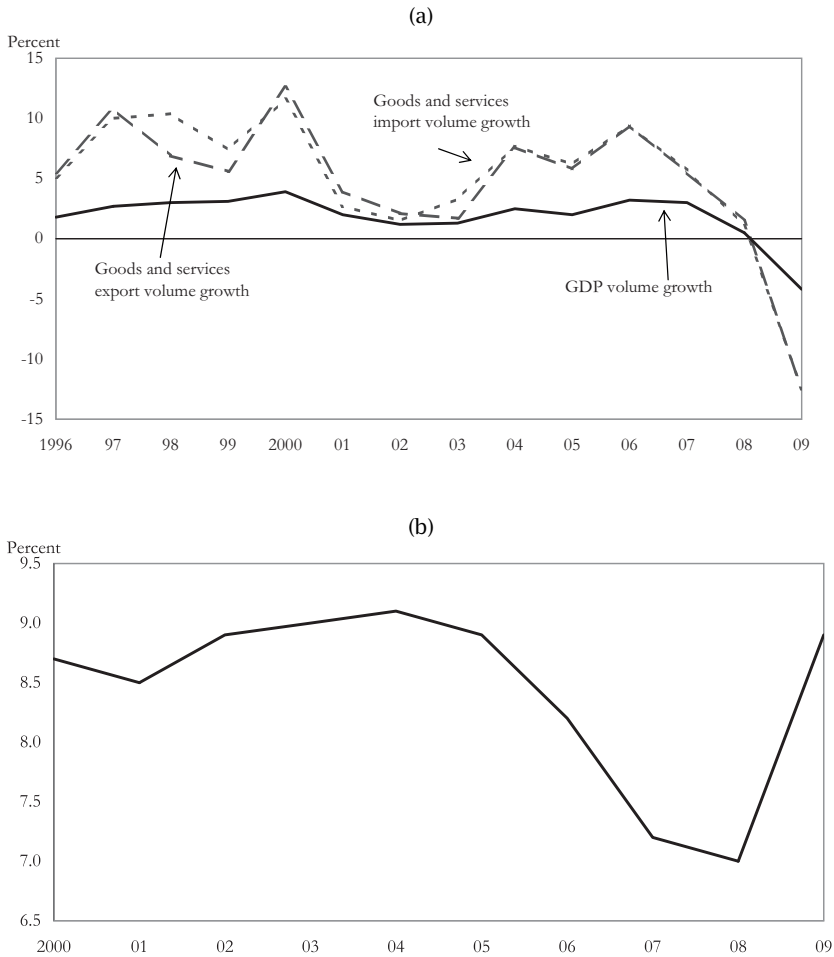 (a)
Percent
15
10
5
0
-5
-10
-15
Goods and services
import volume growth
Goods and services
export volume growth
GDP volume growth
1996 97 98 99 2000 01 02 03 04 05 06 07 08 09
(b)
Percent
9.5
9.0
8.5
8.0
7.5
7.0
6.5
2000 01 02 03 04 05 06 07 08 09